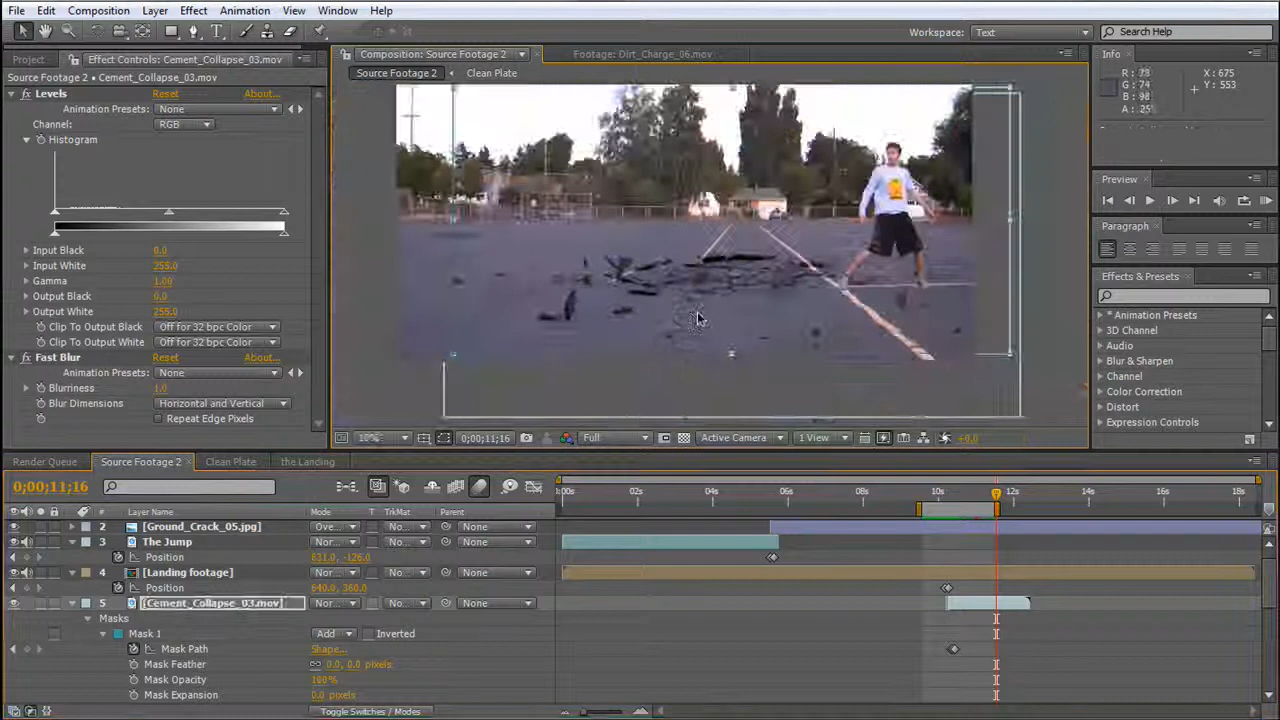 File Edit Composition Layer Effect Animation View Window Help
Workspace: Text Search Help
Project Effect Controls: Cement_Collapse_03.mov
Composition: Source Footage 2 Footage: Dirt_Charge_06.mov
Info
Source Footage 2 • Cement_Collapse_03.mov
Source Footage 2 Clean Plate
R: 73 X: 675
G: 74 Y: 553
B: 90
A: 25
Levels Reset About...
Animation Presets: None
Channel: RGB
Histogram
Input Black 0.0
Input White 255.0
Gamma 1.00
Output Black 0.0
Output White 255.0
Clip To Output Black Off for 32 bpc Color
Clip To Output White Off for 32 bpc Color
Fast Blur Reset About...
Animation Presets: None
Blurriness 1.0
Blur Dimensions Horizontal and Vertical
Repeat Edge Pixels
Preview
Paragraph
Effects & Presets
* Animation Presets
3D Channel
Audio
Blur & Sharpen
Channel
Color Correction
Distort
Expression Controls
0;00;11;16 Full Active Camera 1 View +0.0
Render Queue Source Footage 2 Clean Plate the Landing
0;00;11;16
:00s 02s 04s 06s 08s 10s 12s 14s 16s 18s
# Layer Name Mode T TrkMat Parent
2 [Ground_Crack_05.jpg] Ove... No... None
3 The Jump Nor... No... None
Position 631.0, -126.0
4 [Landing footage] Nor... No... None
Position 640.0, 360.0
5 [Cement_Collapse_03.mov] Nor... No... None
Masks
Mask 1 Add Inverted
Mask Path Shape...
Mask Feather 0.0, 0.0 pixels
Mask Opacity 100%
Mask Expansion 0.0 pixels
Toggle Switches / Modes